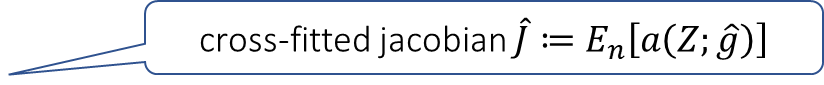 cross-fitted jacobian Ĵ ≔ Eₙ[a(Z; ĝ)]